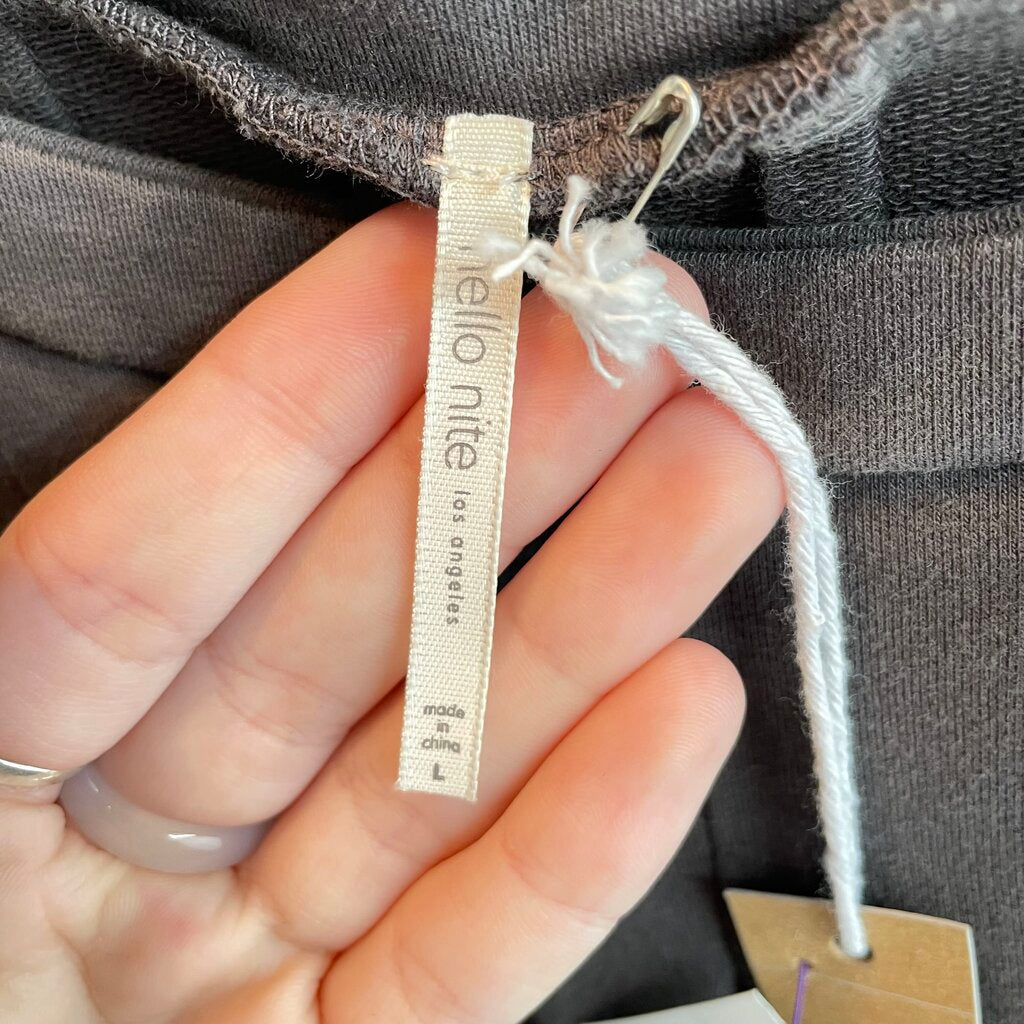 hello nite
los angeles
made
in
china
L